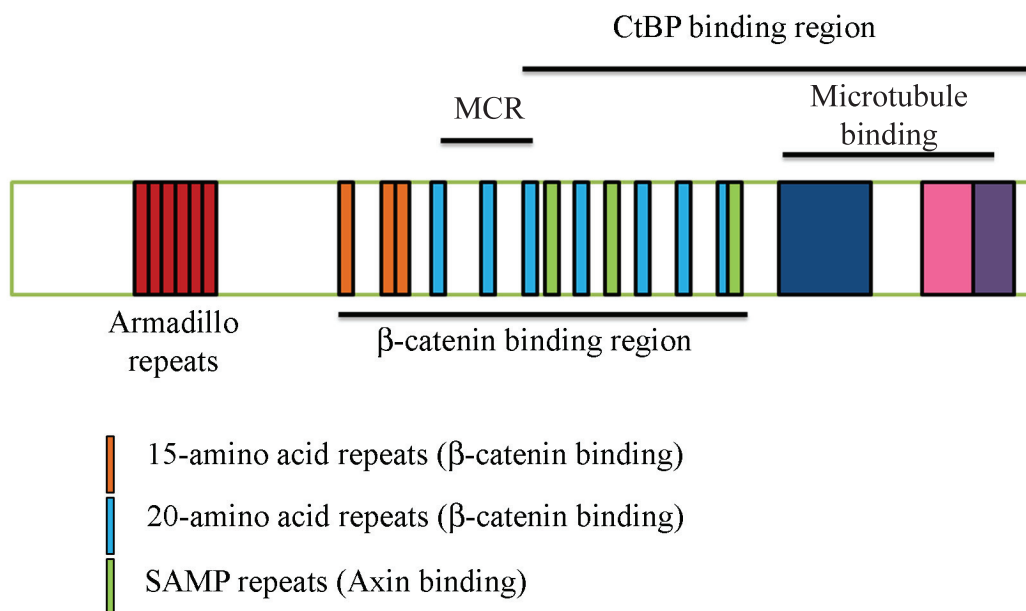 CtBP binding region
MCR
Microtubule
binding
Armadillo
repeats
β-catenin binding region
15-amino acid repeats (β-catenin binding)
20-amino acid repeats (β-catenin binding)
SAMP repeats (Axin binding)